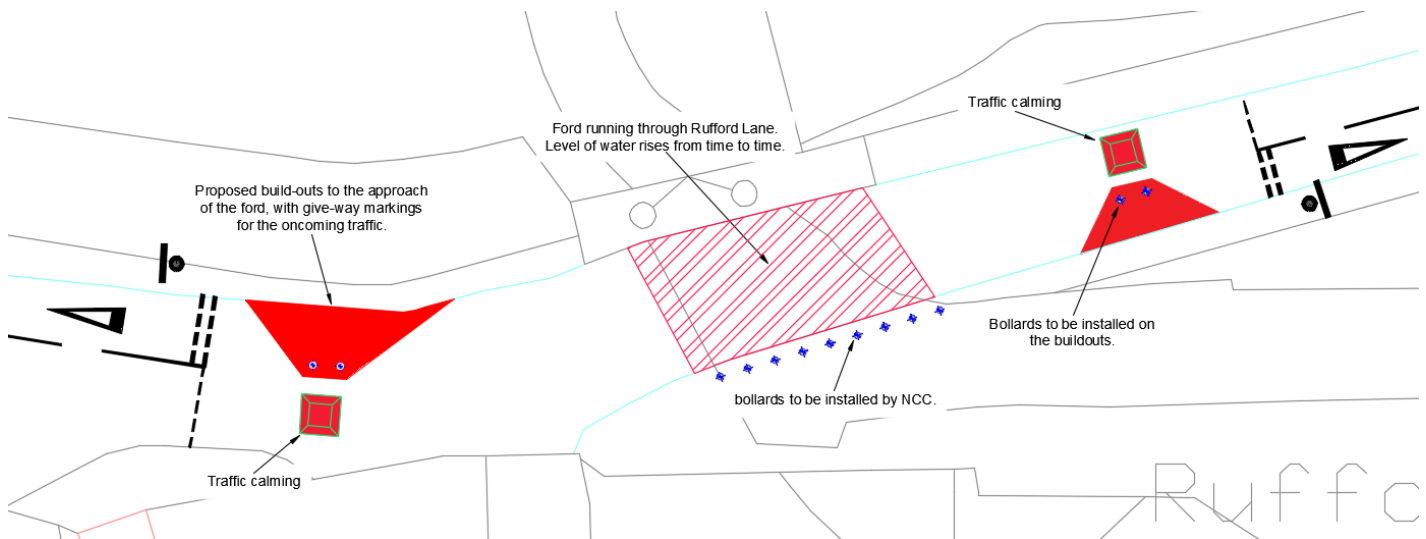 Traffic calming
Ford running through Rufford Lane.
Level of water rises from time to time.
Proposed build-outs to the approach
of the ford, with give-way markings
for the oncoming traffic.
Bollards to be installed on
the buildouts.
bollards to be installed by NCC.
Traffic calming
Ruffo